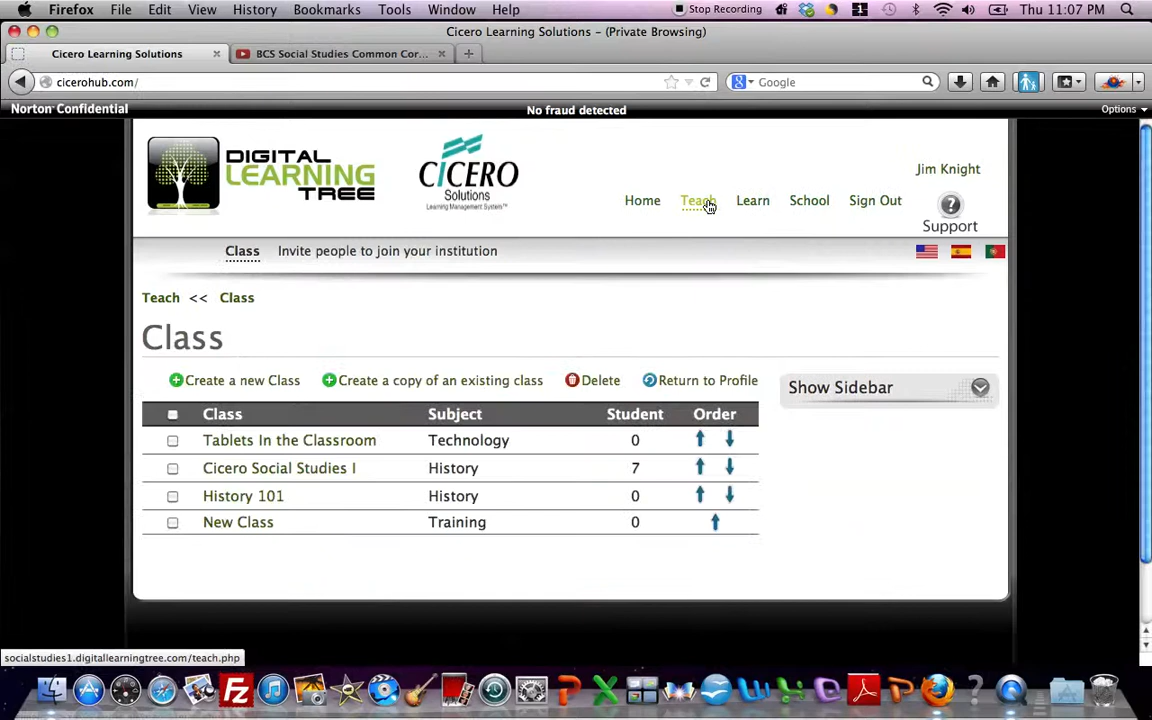 Firefox File Edit View History Bookmarks Tools Window Help Stop Recording 1 Thu 11:07 PM
Cicero Learning Solutions – (Private Browsing)
Cicero Learning Solutions BCS Social Studies Common Cor...
cicerohub.com/ Google
Norton Confidential No fraud detected Options
DIGITAL LEARNING TREE
CICERO Solutions
Learning Management System™
Jim Knight
Home Teach Learn School Sign Out
Support
Class Invite people to join your institution
Teach << Class
Class
Create a new Class Create a copy of an existing class Delete Return to Profile Show Sidebar
Class Subject Student Order
Tablets In the Classroom Technology 0
Cicero Social Studies I History 7
History 101 History 0
New Class Training 0
socialstudies1.digitallearningtree.com/teach.php